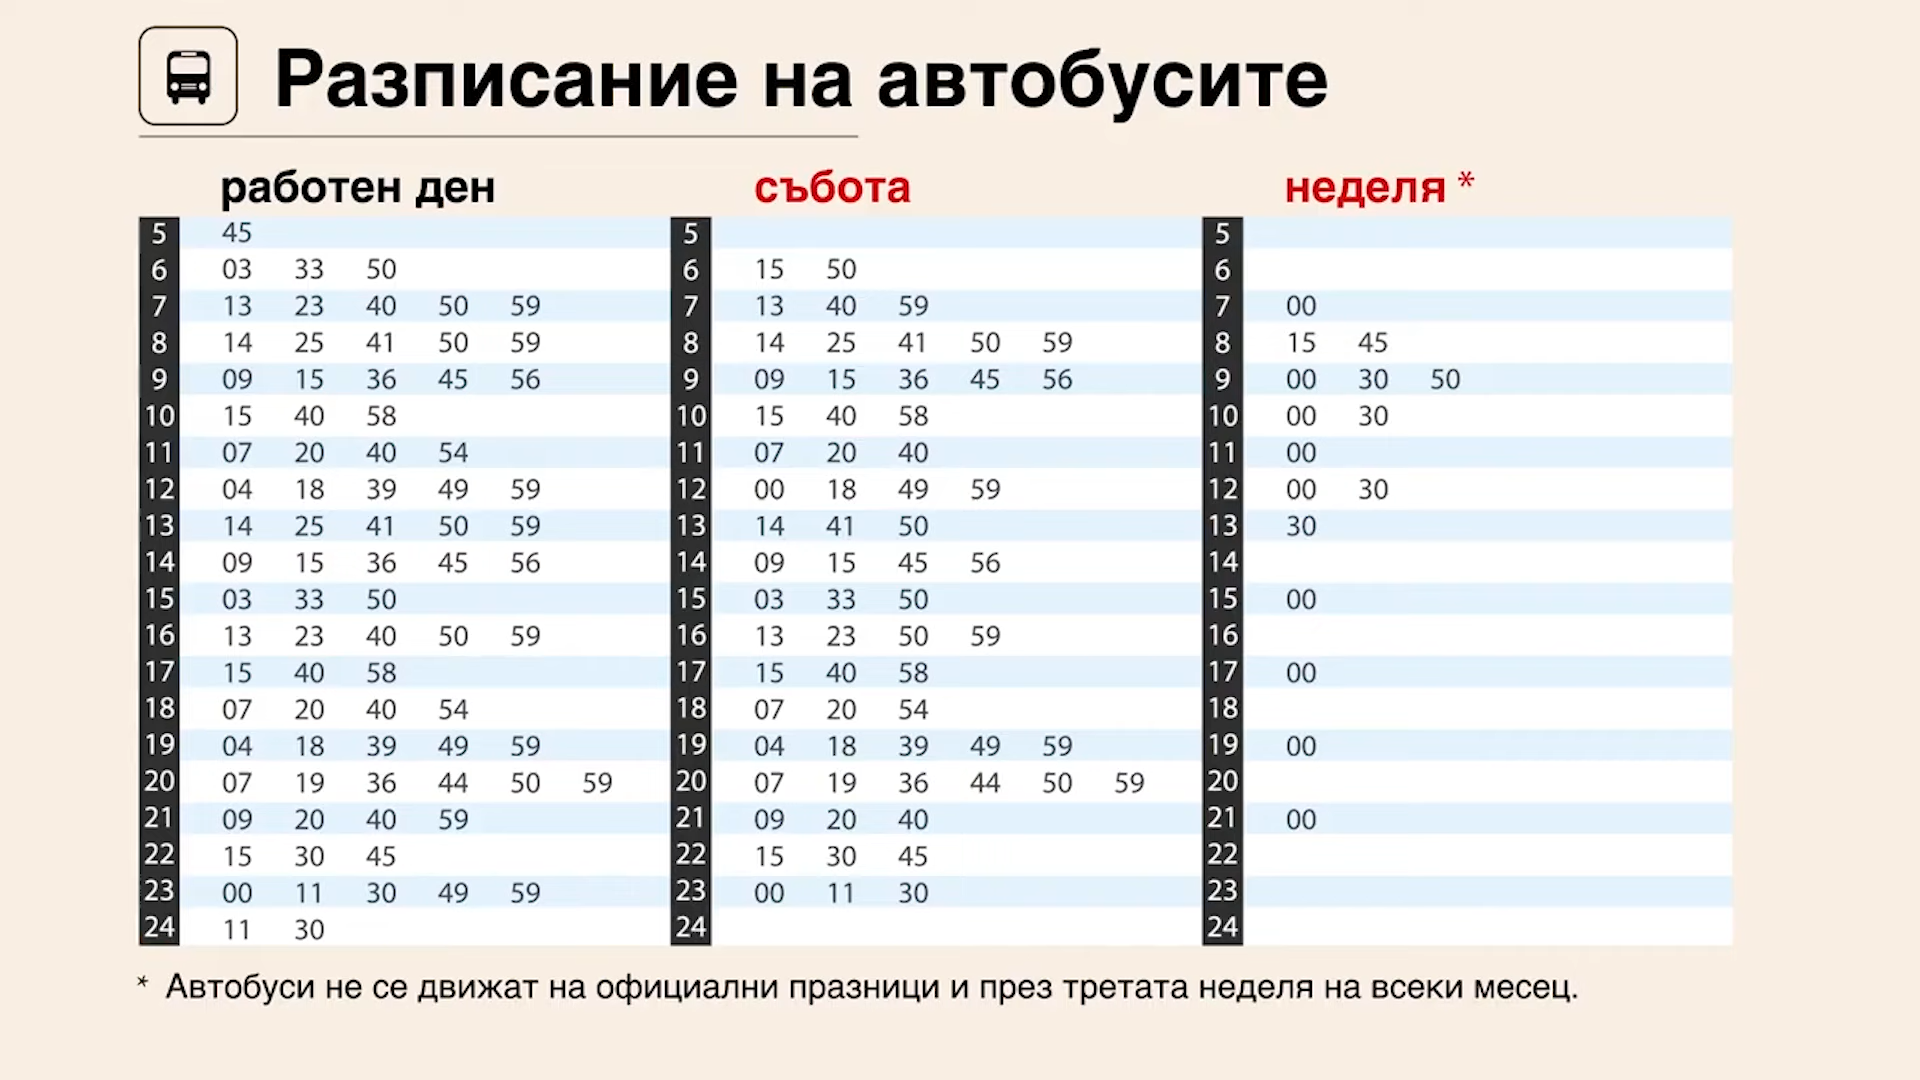 Разписание на автобусите
работен ден събота неделя *
5 45 5 5
6 03 33 50 6 15 50 6
7 13 23 40 50 59 7 13 40 59 7 00
8 14 25 41 50 59 8 14 25 41 50 59 8 15 45
9 09 15 36 45 56 9 09 15 36 45 56 9 00 30 50
10 15 40 58 10 15 40 58 10 00 30
11 07 20 40 54 11 07 20 40 11 00
12 04 18 39 49 59 12 00 18 49 59 12 00 30
13 14 25 41 50 59 13 14 41 50 13 30
14 09 15 36 45 56 14 09 15 45 56 14
15 03 33 50 15 03 33 50 15 00
16 13 23 40 50 59 16 13 23 50 59 16
17 15 40 58 17 15 40 58 17 00
18 07 20 40 54 18 07 20 54 18
19 04 18 39 49 59 19 04 18 39 49 59 19 00
20 07 19 36 44 50 59 20 07 19 36 44 50 59 20
21 09 20 40 59 21 09 20 40 21 00
22 15 30 45 22 15 30 45 22
23 00 11 30 49 59 23 00 11 30 23
24 11 30 24 24
* Автобуси не се движат на официални празници и през третата неделя на всеки месец.